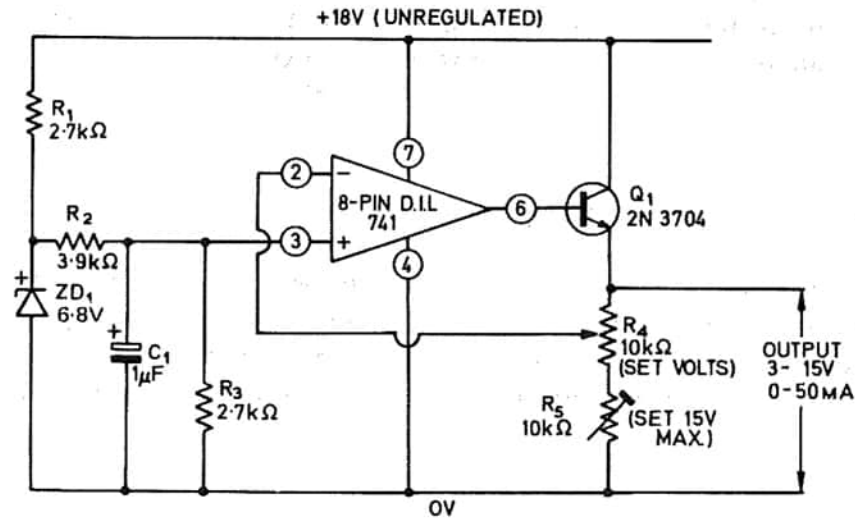 +18V (UNREGULATED)
R1
2·7kΩ
7
2
−
8-PIN D.I.L
741
3
+
4
6
Q1
2N 3704
R2
3·9kΩ
+
ZD1
6·8V
+
C1
1μF
R3
2·7kΩ
R4
10kΩ
(SET VOLTS)
R5
10kΩ
(SET 15V
MAX.)
OUTPUT
3- 15V
0-50MA
0V